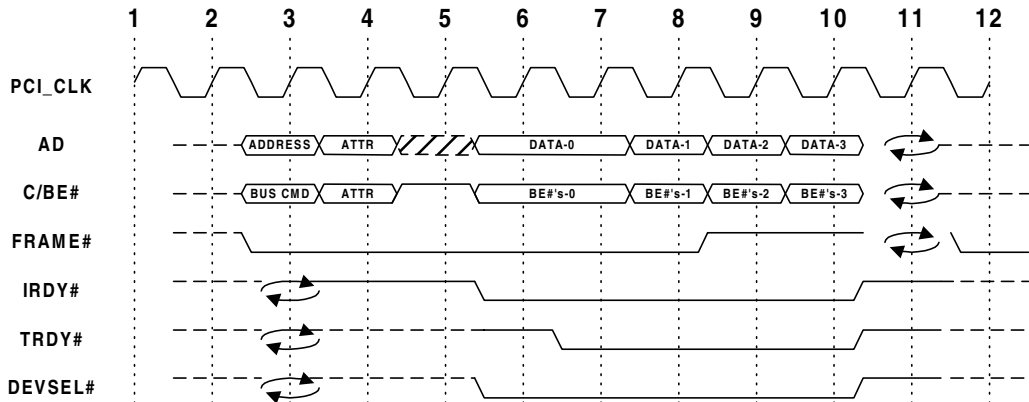 1 2 3 4 5 6 7 8 9 10 11 12
PCI_CLK
AD ADDRESS ATTR DATA-0 DATA-1 DATA-2 DATA-3
C/BE# BUS CMD ATTR BE#'s-0 BE#'s-1 BE#'s-2 BE#'s-3
FRAME#
IRDY#
TRDY#
DEVSEL#